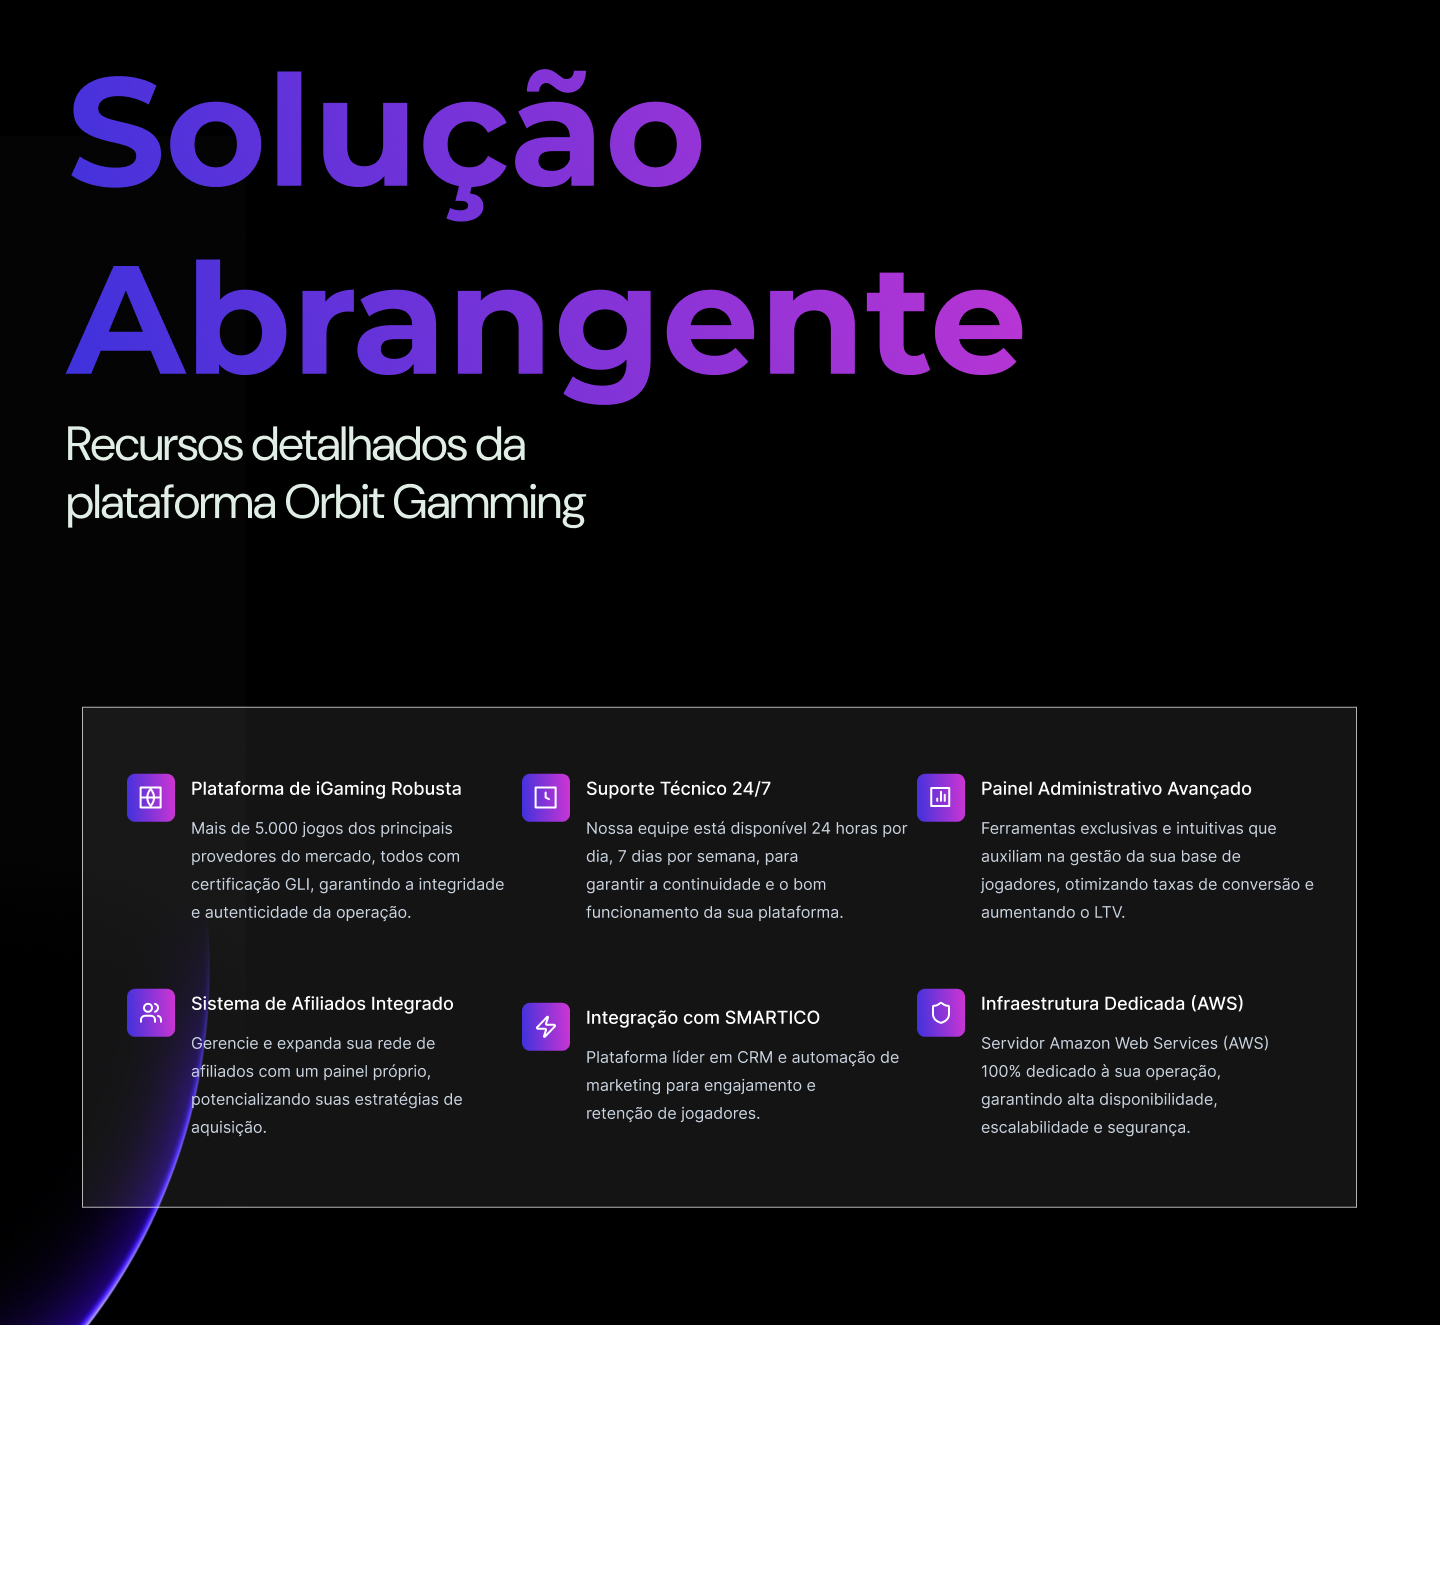 Solução
Abrangente
Recursos detalhados da
plataforma Orbit Gamming
Plataforma de iGaming Robusta
Mais de 5.000 jogos dos principais
provedores do mercado, todos com
certificação GLI, garantindo a integridade
e autenticidade da operação.
Suporte Técnico 24/7
Nossa equipe está disponível 24 horas por
dia, 7 dias por semana, para
garantir a continuidade e o bom
funcionamento da sua plataforma.
Painel Administrativo Avançado
Ferramentas exclusivas e intuitivas que
auxiliam na gestão da sua base de
jogadores, otimizando taxas de conversão e
aumentando o LTV.
Sistema de Afiliados Integrado
Gerencie e expanda sua rede de
afiliados com um painel próprio,
potencializando suas estratégias de
aquisição.
Integração com SMARTICO
Plataforma líder em CRM e automação de
marketing para engajamento e
retenção de jogadores.
Infraestrutura Dedicada (AWS)
Servidor Amazon Web Services (AWS)
100% dedicado à sua operação,
garantindo alta disponibilidade,
escalabilidade e segurança.